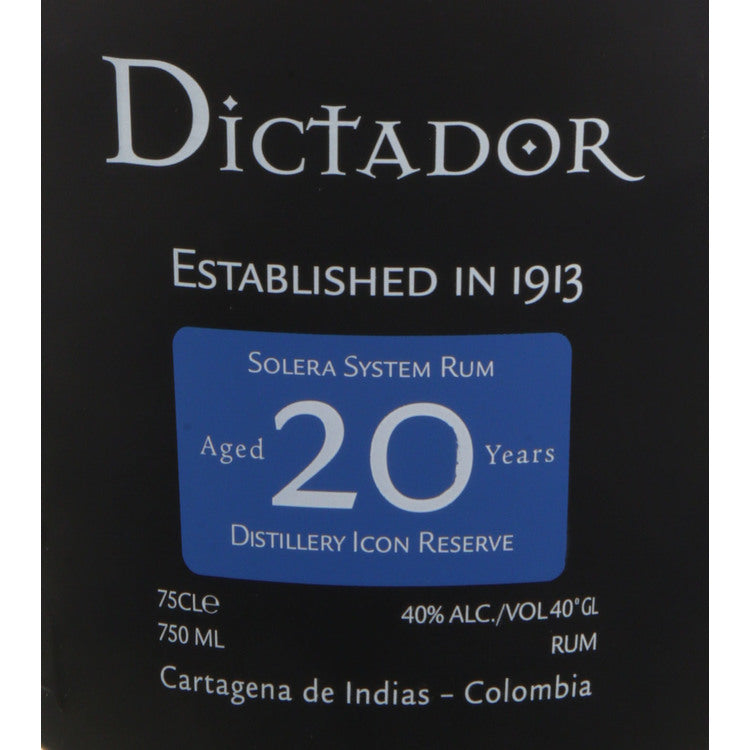 Dictador
Established in 1913
Solera System Rum
Aged 20 Years
Distillery Icon Reserve
75CLe 40% ALC./VOL 40°GL
750 ML RUM
Cartagena de Indias – Colombia